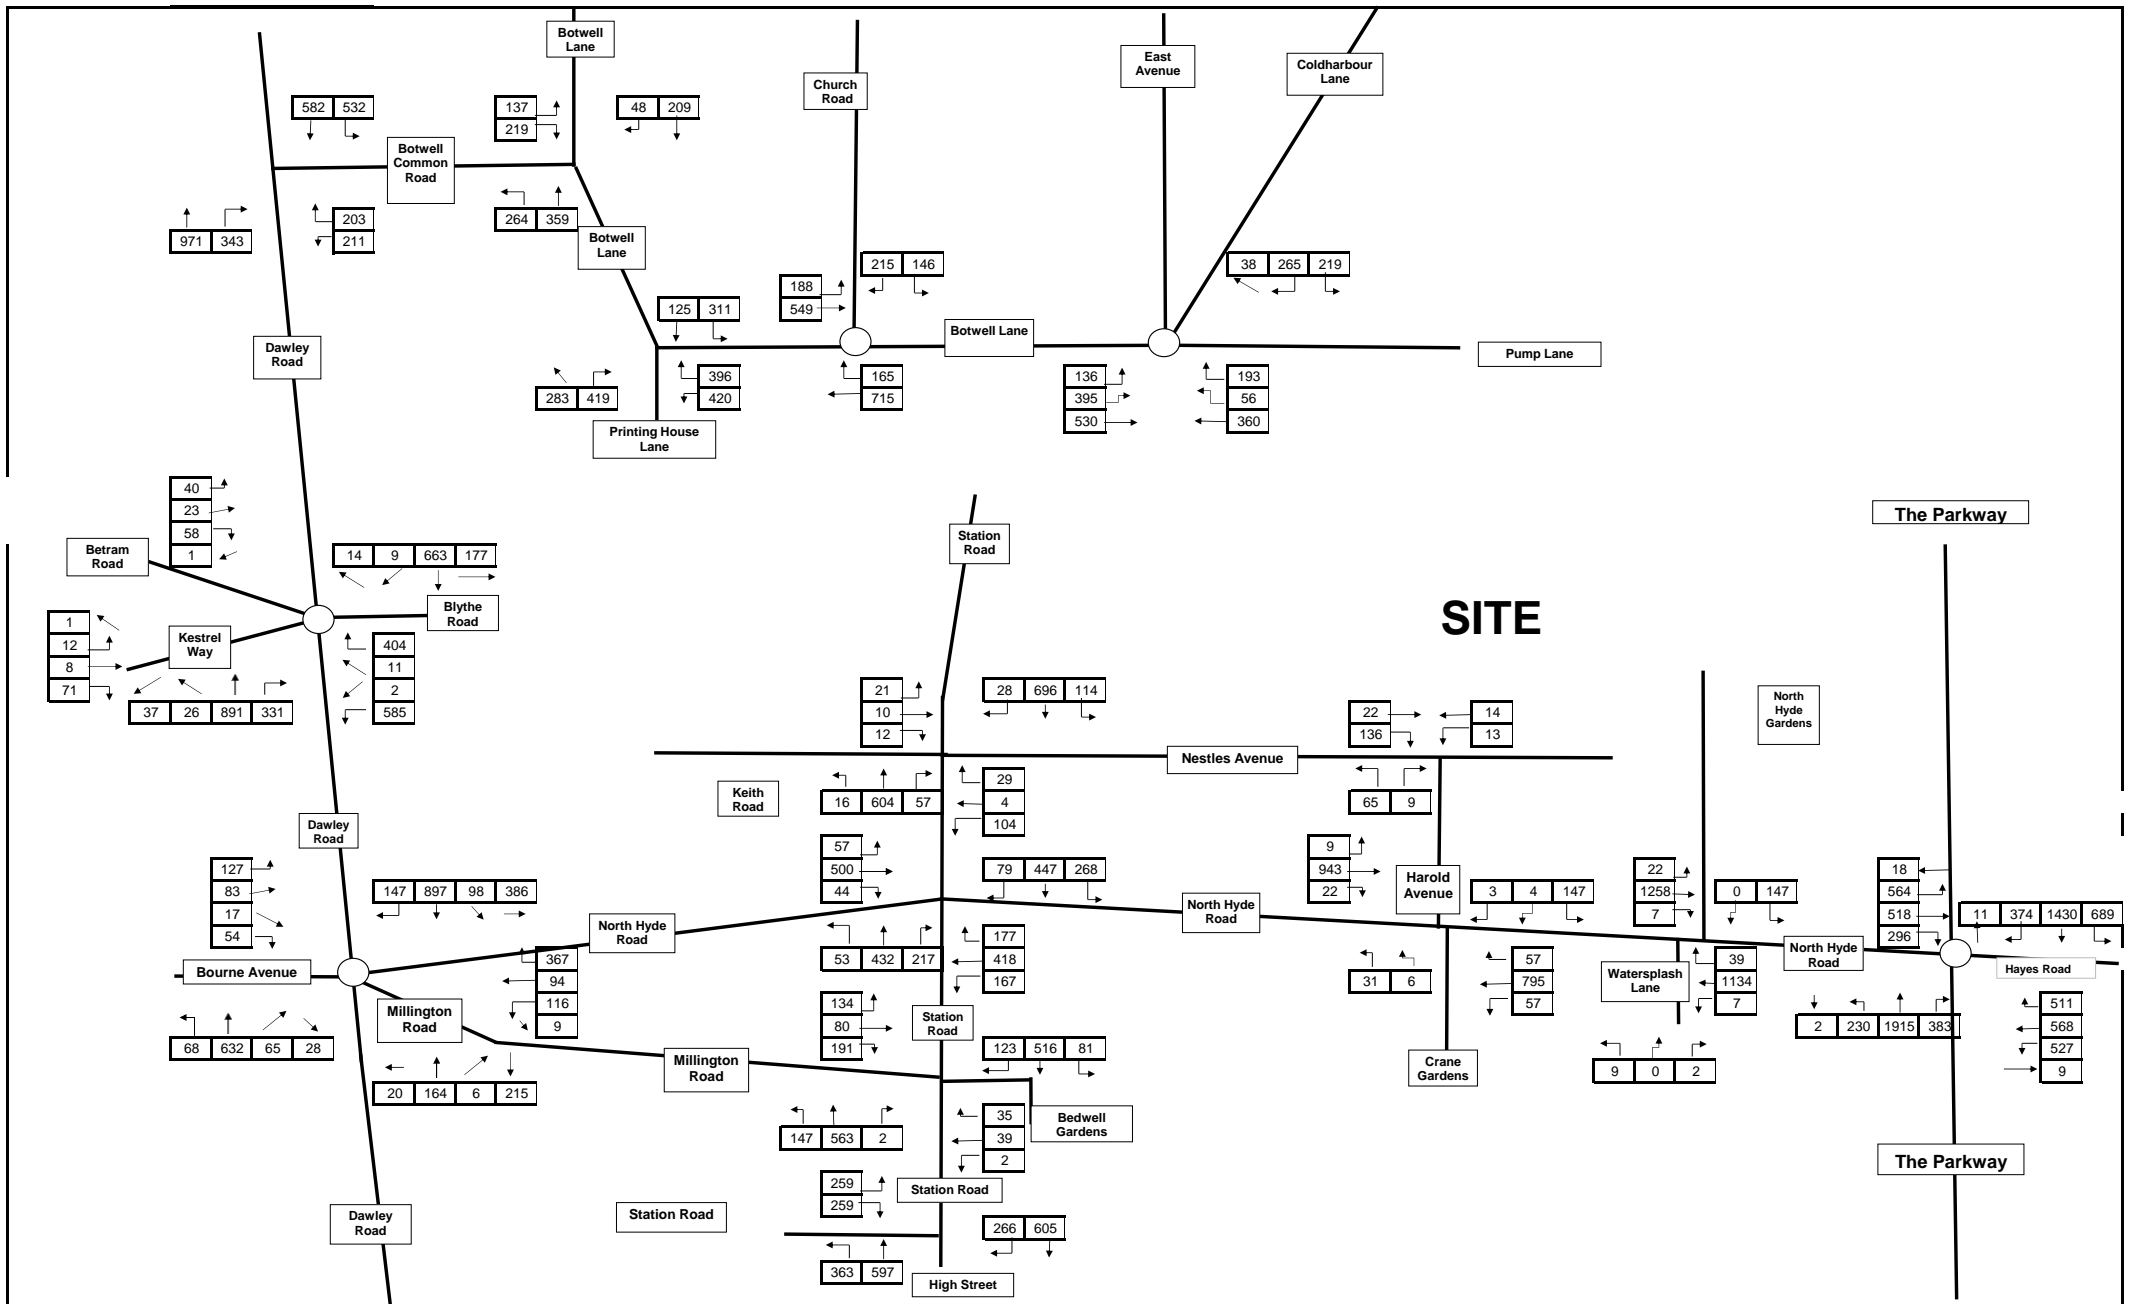 Botwell
Lane
East
Avenue
Coldharbour
Lane
Church
Road
582 532
137
219
48 209
Botwell
Common
Road
264 359
203
211
971 343
Botwell
Lane
215 146
38 265 219
188
549
125 311
Botwell Lane
Dawley
Road
Pump Lane
283 419
396
420
165
715
136
395
530
193
56
360
Printing House
Lane
40
23
58
1
The Parkway
Station
Road
Betram
Road
14 9 663 177
Blythe
Road
SITE
1
12
8
71
Kestrel
Way
404
11
2
585
37 26 891 331
21
10
12
28 696 114
22
136
14
13
North
Hyde
Gardens
Nestles Avenue
Keith
Road
16 604 57
29
4
104
65 9
Dawley
Road
57
500
44
79 447 268
9
943
22
Harold
Avenue
3 4 147
22
1258
7
0 147
18
564
518
296
11 374 1430 689
127
83
17
54
147 897 98 386
North Hyde
Road
North Hyde
Road
North Hyde
Road
Hayes Road
Bourne Avenue
367
94
116
9
53 432 217
177
418
167
31 6
57
795
57
Watersplash
Lane
39
1134
7
2 230 1915 383
511
568
527
9
Millington
Road
134
80
191
Station
Road
68 632 65 28
Millington
Road
123 516 81
Crane
Gardens
9 0 2
20 164 6 215
147 563 2
35
39
2
Bedwell
Gardens
The Parkway
259
259
Station Road
Dawley
Road
Station Road
266 605
363 597
High Street